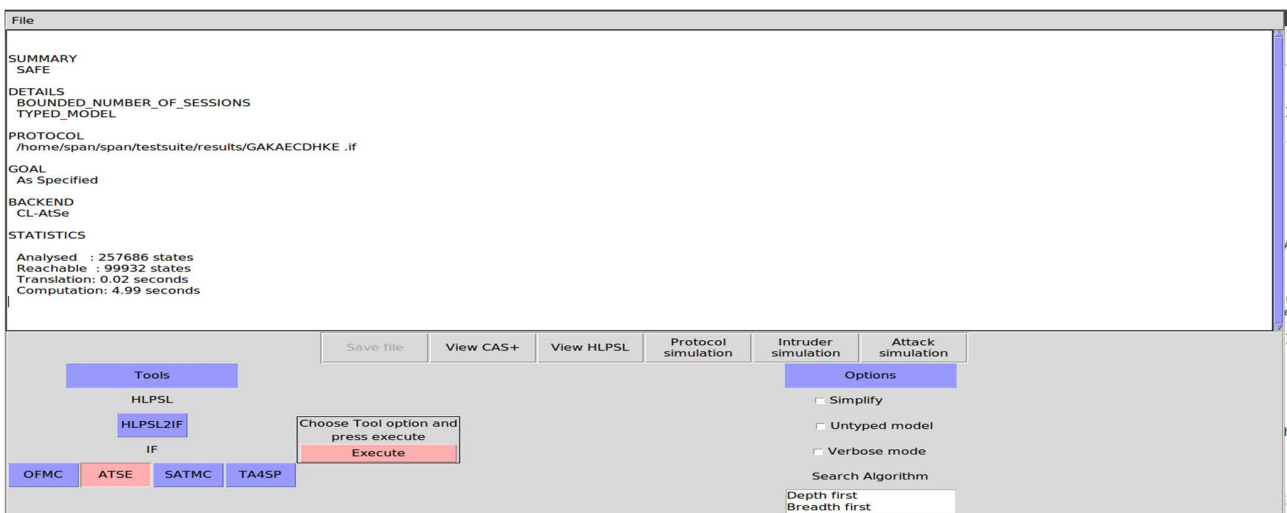 File
SUMMARY
SAFE
DETAILS
BOUNDED_NUMBER_OF_SESSIONS
TYPED_MODEL
PROTOCOL
/home/span/span/testsuite/results/GAKAECDHKE .if
GOAL
As Specified
BACKEND
CL-AtSe
STATISTICS
Analysed : 257686 states
Reachable : 99932 states
Translation: 0.02 seconds
Computation: 4.99 seconds
Save file
View CAS+
View HLPSL
Protocol
simulation
Intruder
simulation
Attack
simulation
Tools
HLPSL
HLPSL2IF
IF
OFMC
ATSE
SATMC
TA4SP
Choose Tool option and
press execute
Execute
Options
Simplify
Untyped model
Verbose mode
Search Algorithm
Depth first
Breadth first